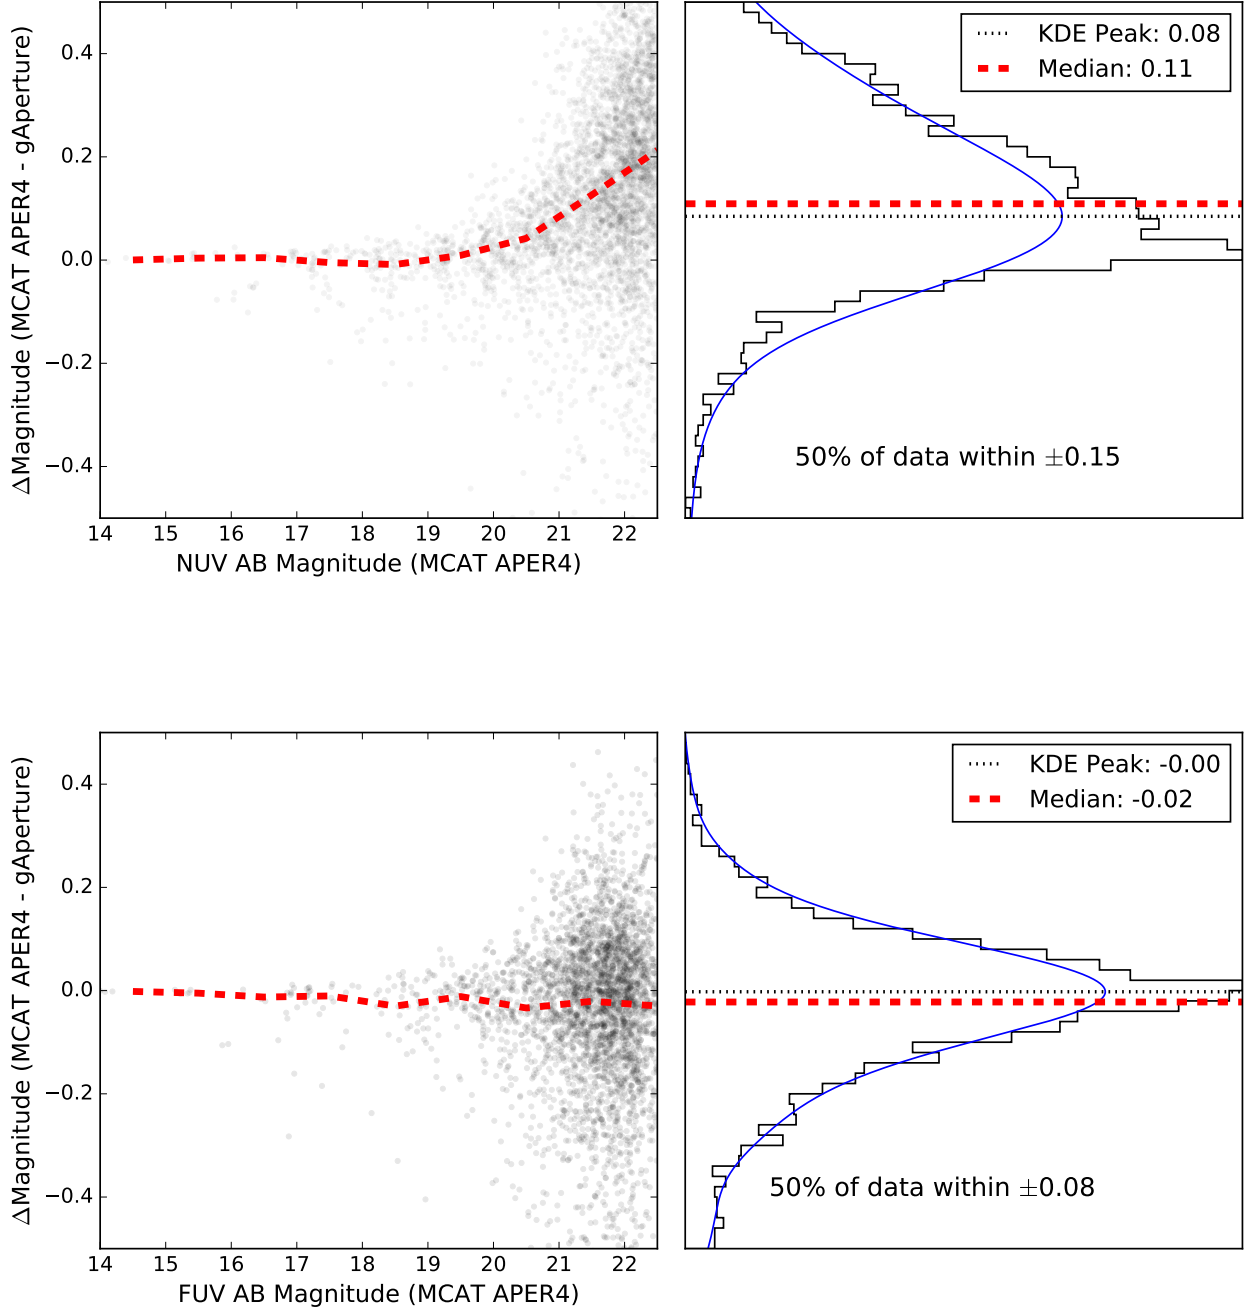 ΔMagnitude (MCAT APER4 - gAperture)
0.4
0.2
0.0
−0.2
−0.4
14 15 16 17 18 19 20 21 22
NUV AB Magnitude (MCAT APER4)
KDE Peak: 0.08
Median: 0.11
50% of data within ±0.15
ΔMagnitude (MCAT APER4 - gAperture)
0.4
0.2
0.0
−0.2
−0.4
14 15 16 17 18 19 20 21 22
FUV AB Magnitude (MCAT APER4)
KDE Peak: -0.00
Median: -0.02
50% of data within ±0.08